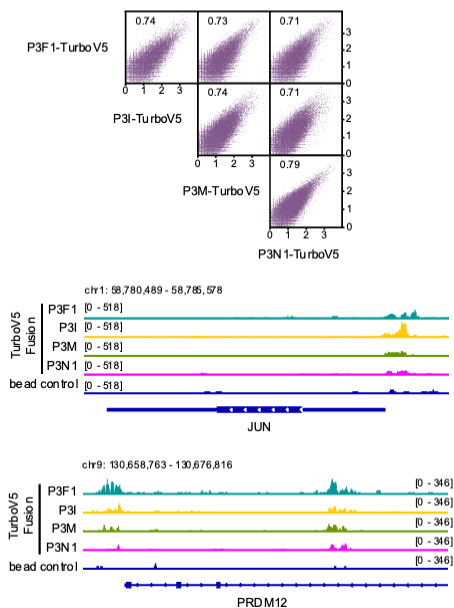 0.74 0.73 0.71
P3F1-TurboV5
3
2
1
0
0 1 2 3
0.74 0.71
P3I-TurboV5
3
2
1
0
0 1 2 3
0.79
P3M-TurboV5
3
2
1
0
0 1 2 3
P3N1-TurboV5
chr1: 58,780,489 - 58,785,578
TurboV5 Fusion
P3F1 [0 - 518]
P3I [0 - 518]
P3M [0 - 518]
P3N1 [0 - 518]
bead control [0 - 518]
JUN
chr9: 130,658,763 - 130,676,816
TurboV5 Fusion
P3F1 [0 - 346]
P3I [0 - 346]
P3M [0 - 346]
P3N1 [0 - 346]
bead control [0 - 346]
PRDM12